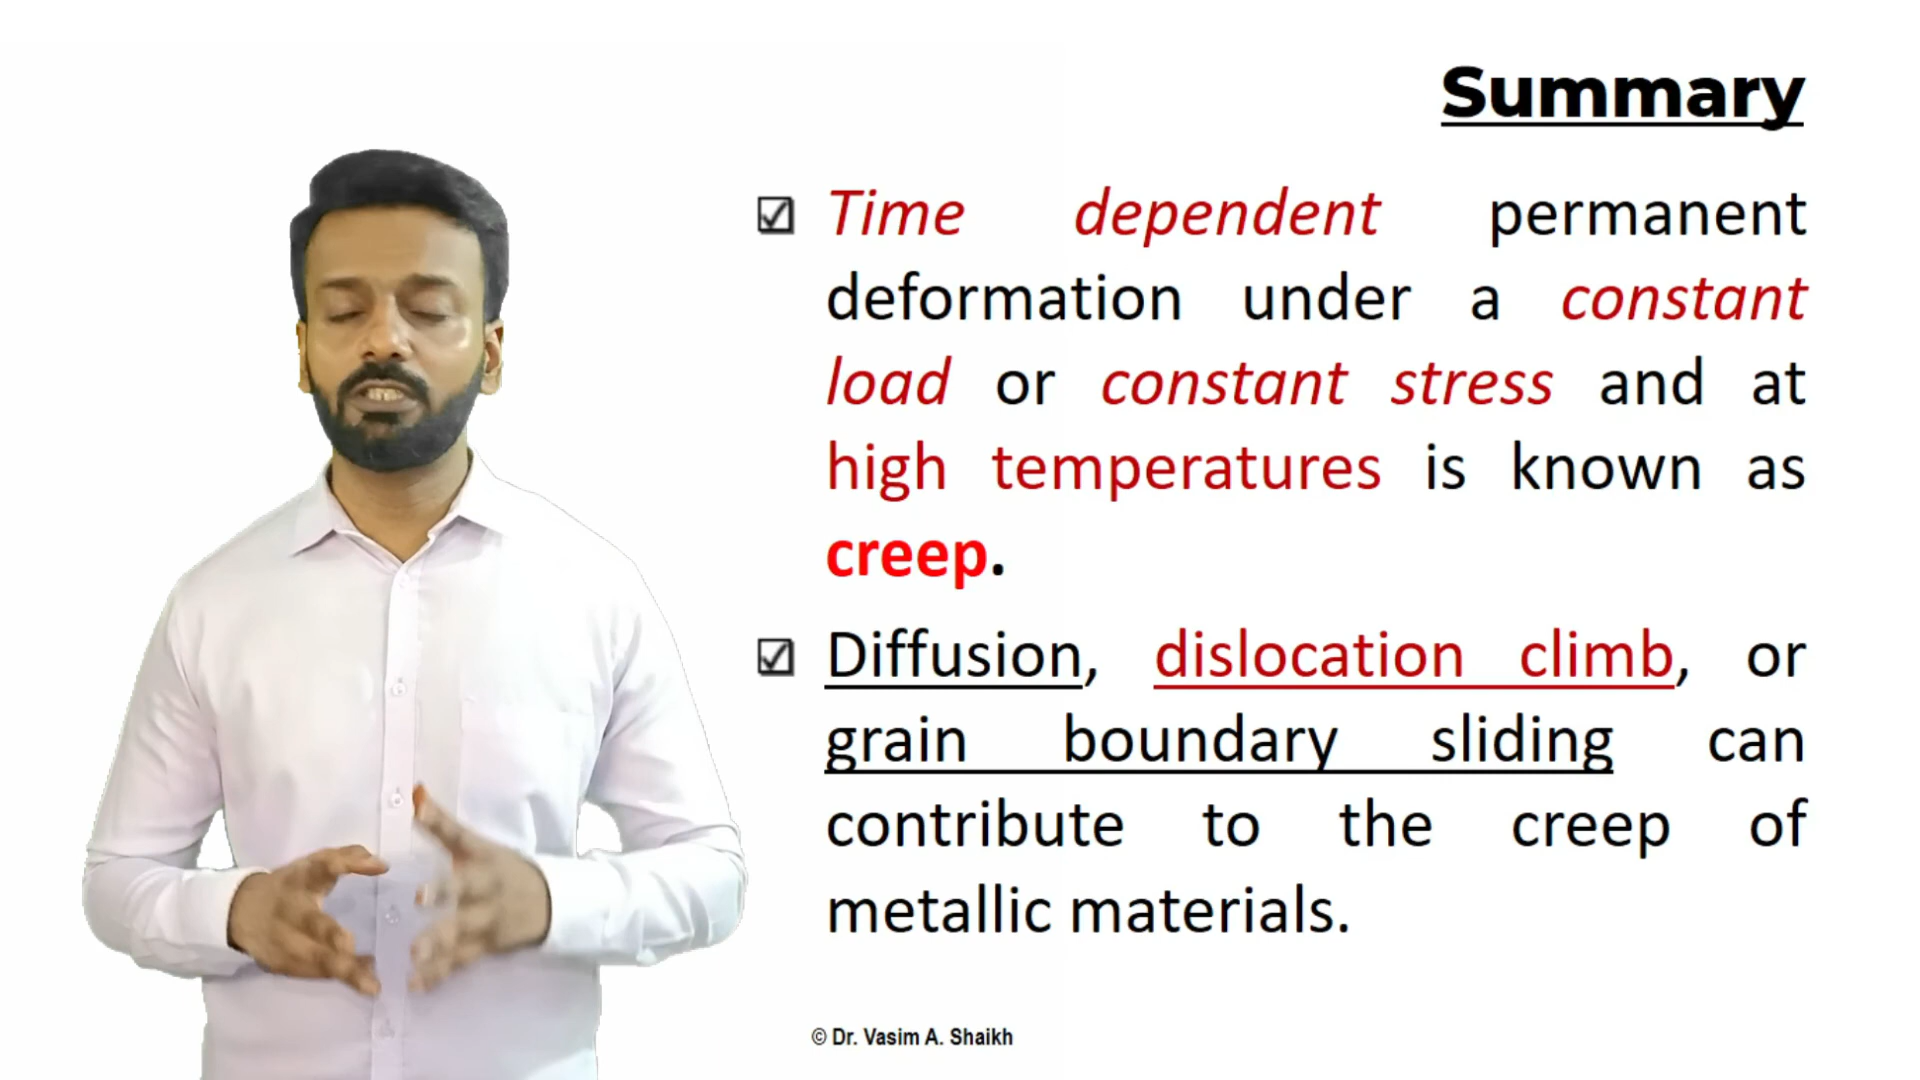 Summary
Time dependent permanent
deformation under a constant
load or constant stress and at
high temperatures is known as
creep.
Diffusion, dislocation climb, or
grain boundary sliding can
contribute to the creep of
metallic materials.
© Dr. Vasim A. Shaikh